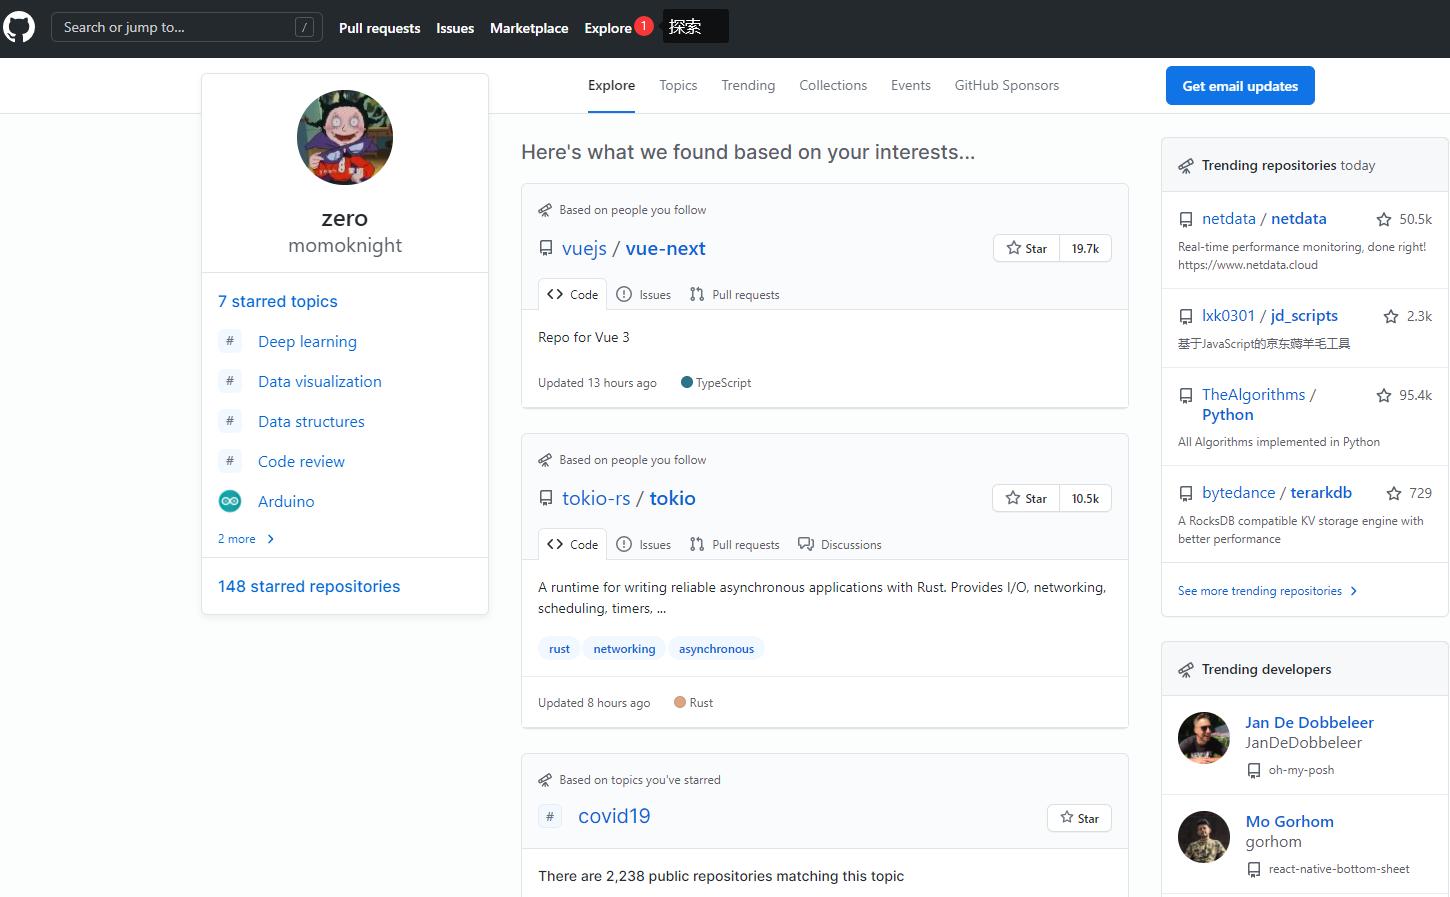 Search or jump to... /
Pull requests Issues Marketplace Explore 1 探索
Explore Topics Trending Collections Events GitHub Sponsors
Get email updates
zero
momoknight
7 starred topics
# Deep learning
# Data visualization
# Data structures
# Code review
Arduino
2 more
148 starred repositories
Here's what we found based on your interests...
Based on people you follow
vuejs / vue-next
Star 19.7k
Code Issues Pull requests
Repo for Vue 3
Updated 13 hours ago TypeScript
Based on people you follow
tokio-rs / tokio
Star 10.5k
Code Issues Pull requests Discussions
A runtime for writing reliable asynchronous applications with Rust. Provides I/O, networking,
scheduling, timers, ...
rust networking asynchronous
Updated 8 hours ago Rust
Based on topics you've starred
# covid19
Star
There are 2,238 public repositories matching this topic
Trending repositories today
netdata / netdata 50.5k
Real-time performance monitoring, done right!
https://www.netdata.cloud
lxk0301 / jd_scripts 2.3k
基于JavaScript的京东薅羊毛工具
TheAlgorithms / 95.4k
Python
All Algorithms implemented in Python
bytedance / terarkdb 729
A RocksDB compatible KV storage engine with
better performance
See more trending repositories
Trending developers
Jan De Dobbeleer
JanDeDobbeleer
oh-my-posh
Mo Gorhom
gorhom
react-native-bottom-sheet